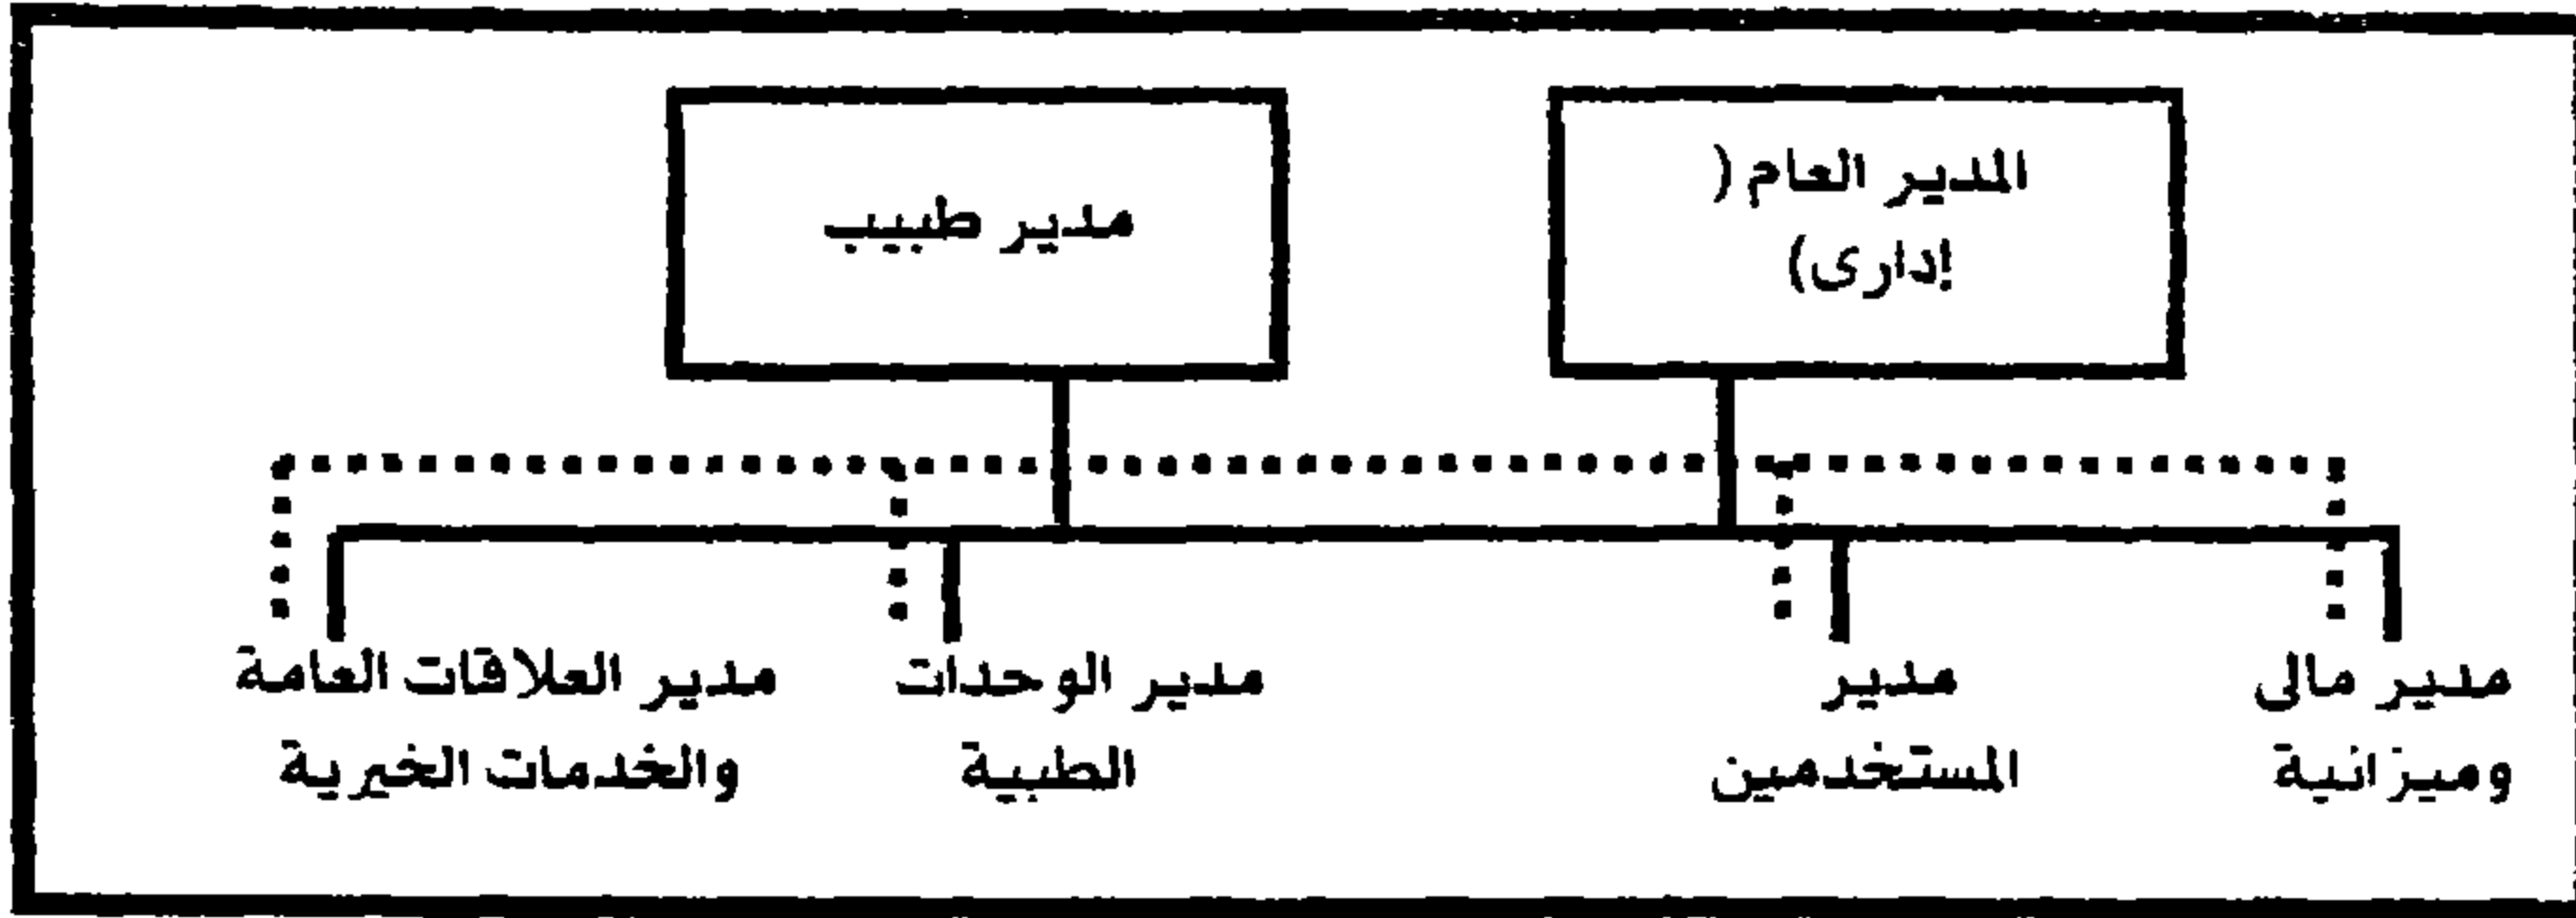 المدير العام (
إدارى)
مدير طبيب
مدير مالى
وميزانية
مدير
المستخدمين
مدير الوحدات
الطبية
مدير العلاقات العامة
والخدمات الخيرية